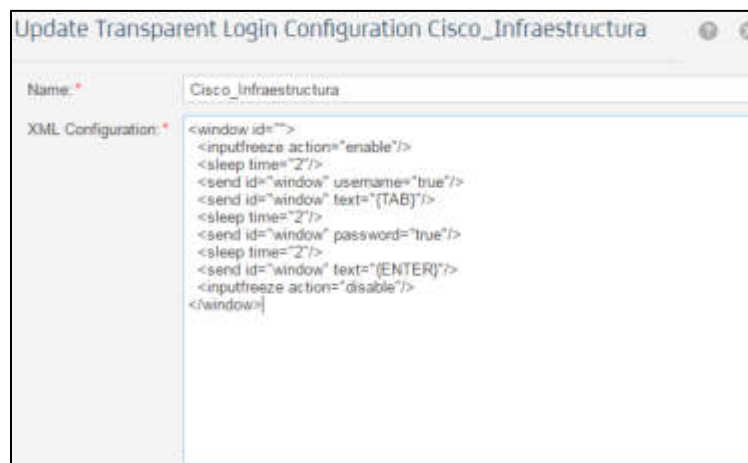 Update Transparent Login Configuration Cisco_Infraestructura
Name:* Cisco_Infraestructura
XML Configuration:* <window id="">
<inputfreeze action="enable"/>
<sleep time="2"/>
<send id="window" username="true"/>
<send id="window" text="{TAB}"/>
<sleep time="2"/>
<send id="window" password="true"/>
<sleep time="2"/>
<send id="window" text="{ENTER}"/>
<inputfreeze action="disable"/>
</window>